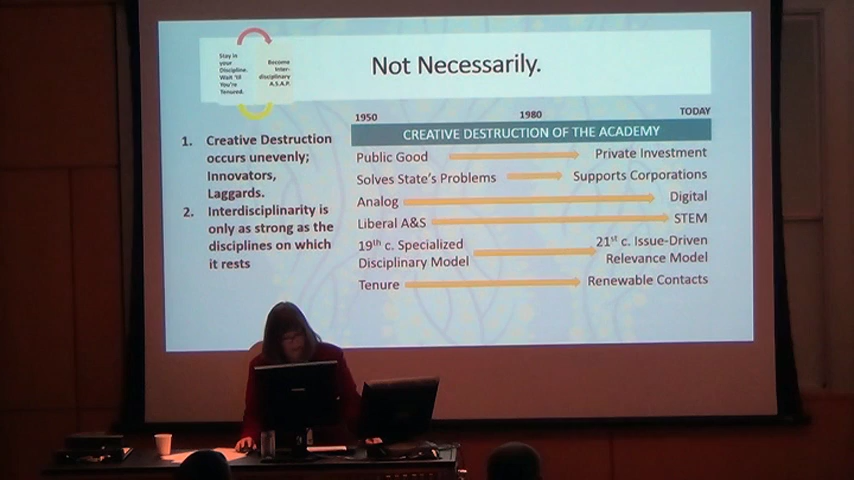 Stay in
your
Discipline.
Wait 'til
You're
Tenured.
Become
Inter-
disciplinary
A.S.A.P.
Not Necessarily.
1. Creative Destruction
occurs unevenly;
Innovators,
Laggards.
2. Interdisciplinarity is
only as strong as the
disciplines on which
it rests
1950 1980 TODAY
CREATIVE DESTRUCTION OF THE ACADEMY
Public Good Private Investment
Solves State's Problems Supports Corporations
Analog Digital
Liberal A&S STEM
19th c. Specialized 21st c. Issue-Driven
Disciplinary Model Relevance Model
Tenure Renewable Contacts